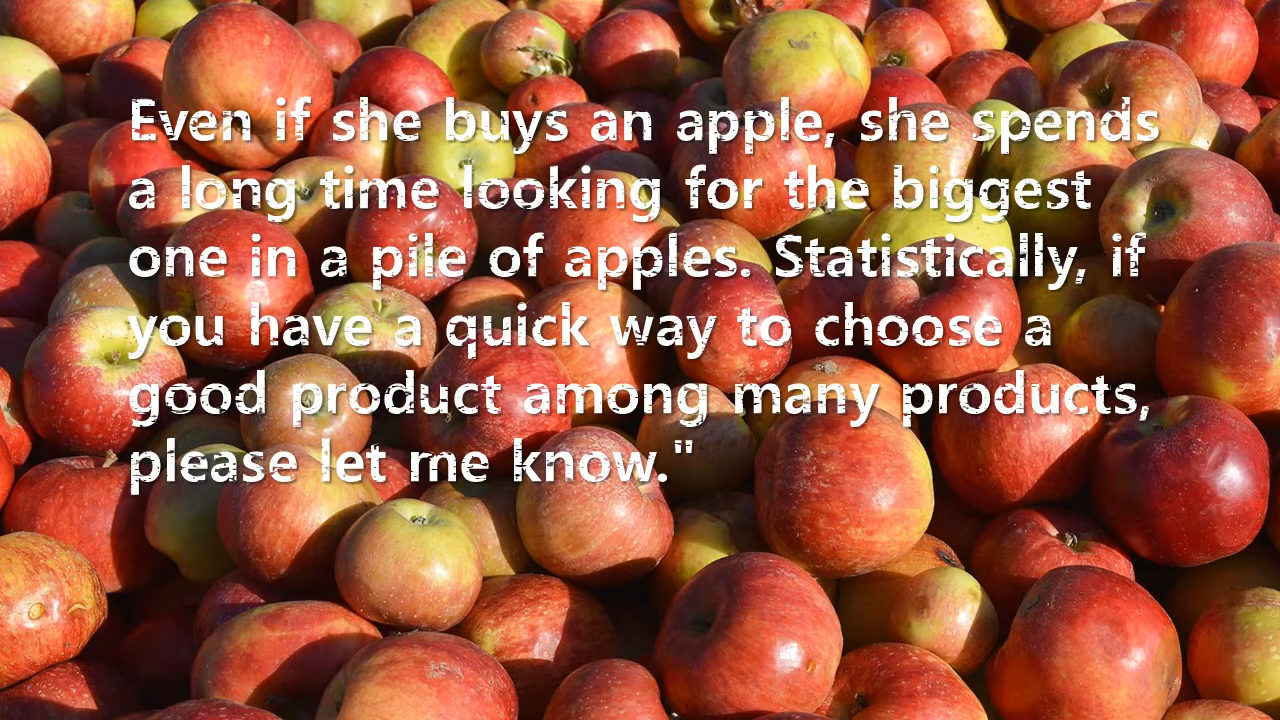 Even if she buys an apple, she spends
a long time looking for the biggest
one in a pile of apples. Statistically, if
you have a quick way to choose a
good product among many products,
please let me know."